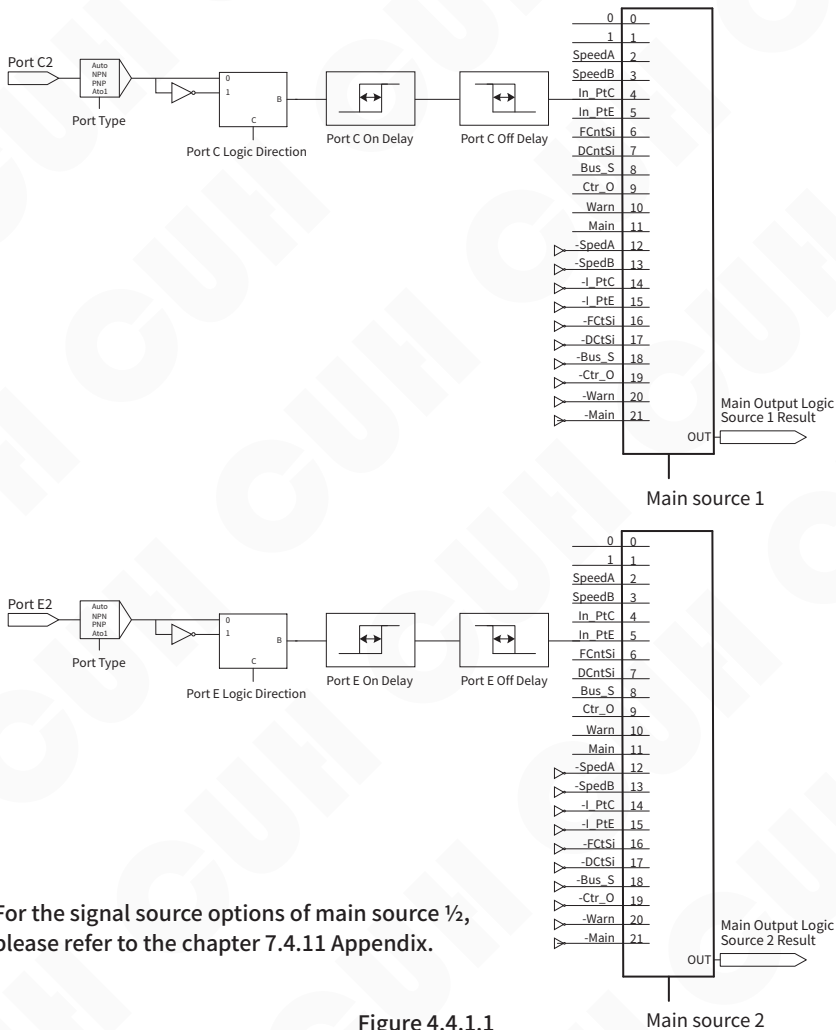 Port C2
Auto
NPN
PNP
Ato1
Port Type
0
1
B
C
Port C Logic Direction
Port C On Delay
Port C Off Delay
0 0
1 1
SpeedA 2
SpeedB 3
In_PtC 4
In_PtE 5
FCntSi 6
DCntSi 7
Bus_S 8
Ctr_O 9
Warn 10
Main 11
-SpedA 12
-SpedB 13
-I_PtC 14
-I_PtE 15
-FCtSi 16
-DCtSi 17
-Bus_S 18
-Ctr_O 19
-Warn 20
-Main 21
OUT
Main Output Logic
Source 1 Result
Main source 1
Port E2
Auto
NPN
PNP
Ato1
Port Type
0
1
B
C
Port E Logic Direction
Port E On Delay
Port E Off Delay
0 0
1 1
SpeedA 2
SpeedB 3
In_PtC 4
In_PtE 5
FCntSi 6
DCntSi 7
Bus_S 8
Ctr_O 9
Warn 10
Main 11
-SpedA 12
-SpedB 13
-I_PtC 14
-I_PtE 15
-FCtSi 16
-DCtSi 17
-Bus_S 18
-Ctr_O 19
-Warn 20
-Main 21
OUT
Main Output Logic
Source 2 Result
Main source 2
For the signal source options of main source ½,
please refer to the chapter 7.4.11 Appendix.
Figure 4.4.1.1